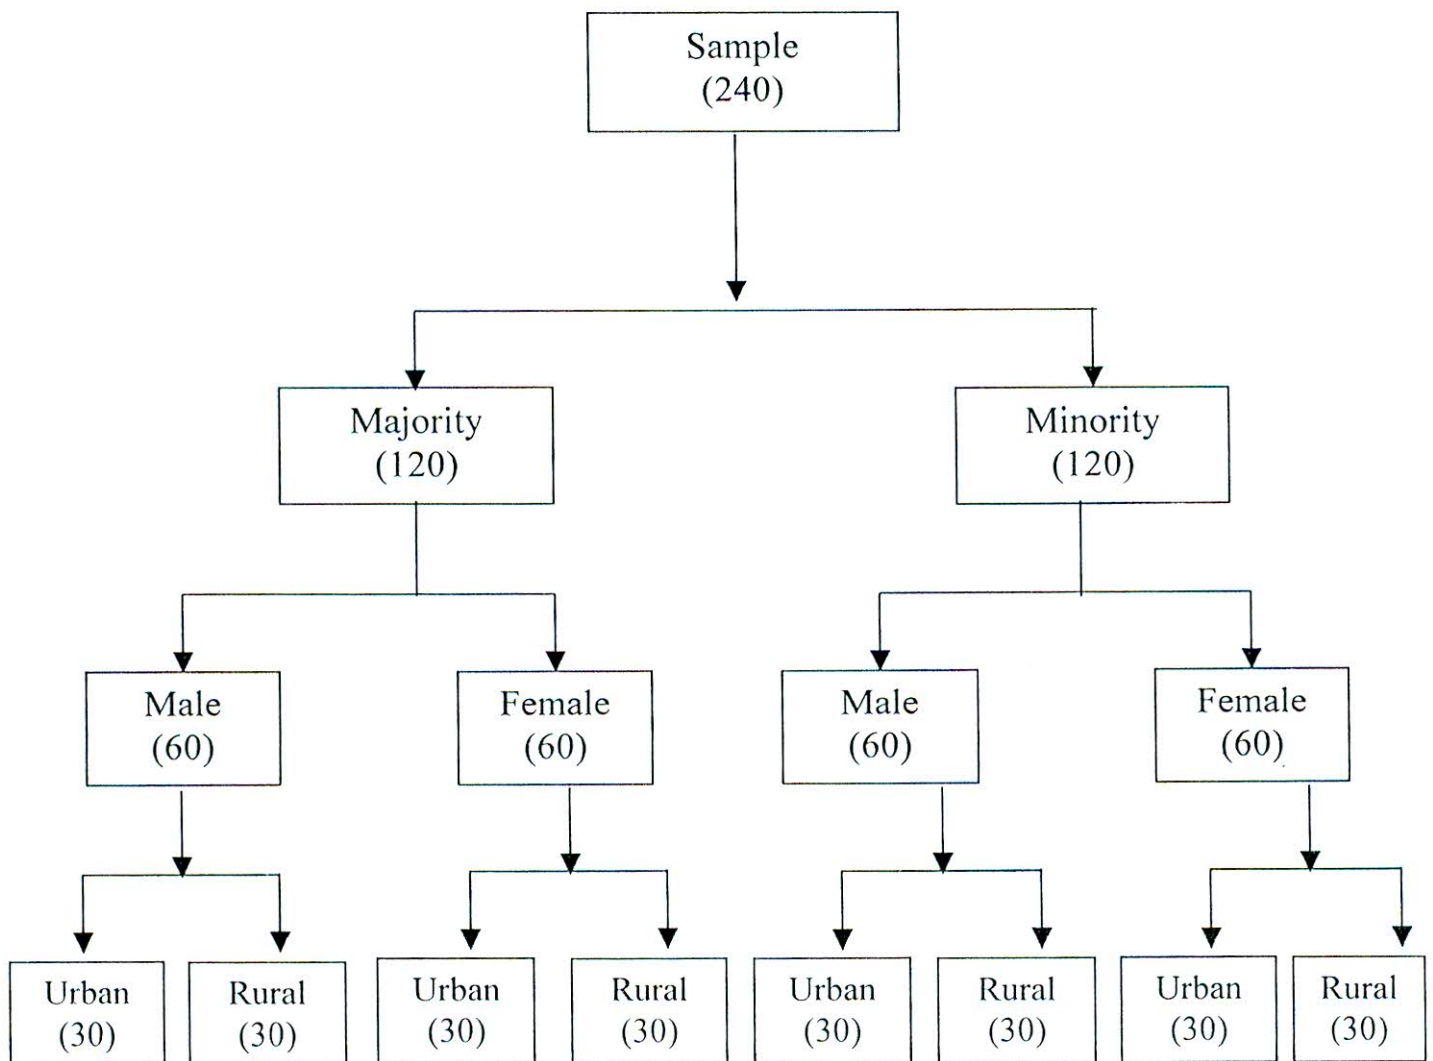 Sample
(240)
Majority
(120)
Minority
(120)
Male
(60)
Female
(60)
Male
(60)
Female
(60)
Urban
(30)
Rural
(30)
Urban
(30)
Rural
(30)
Urban
(30)
Rural
(30)
Urban
(30)
Rural
(30)